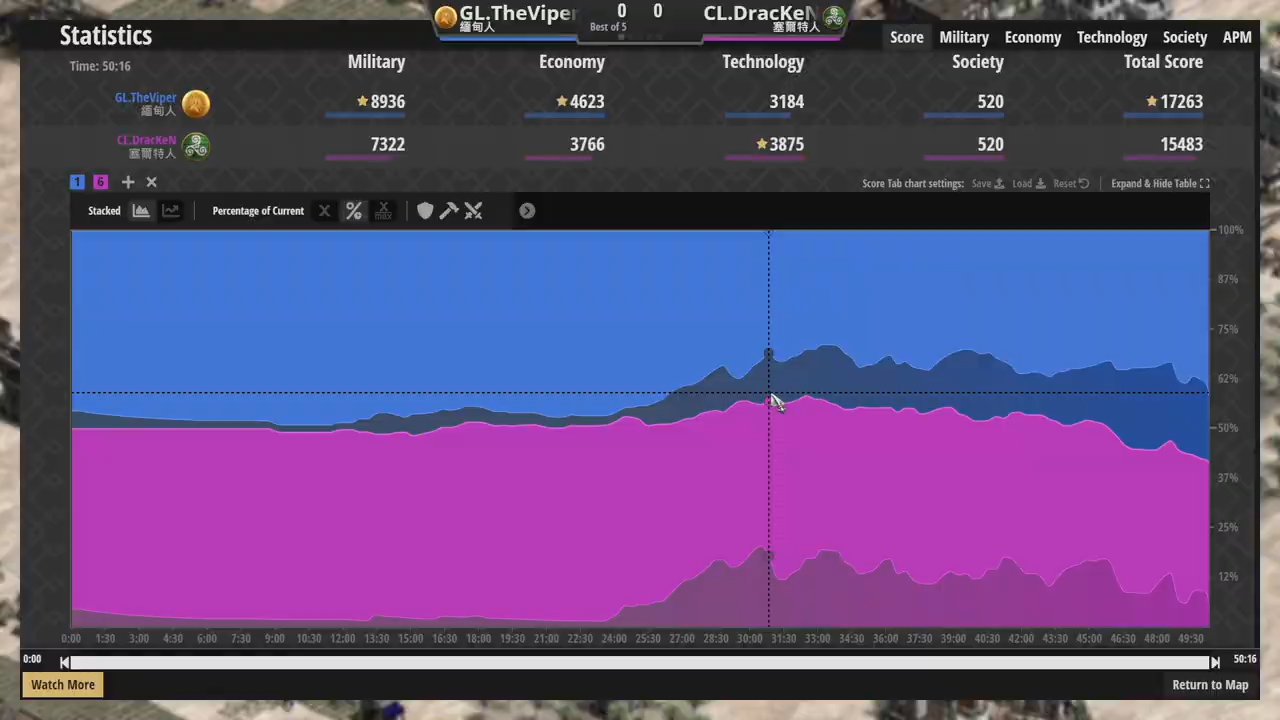 GL.TheViper 0 0 CL.DracKeN
緬甸人 Best of 5 塞爾特人
Statistics
Score Military Economy Technology Society APM
Time: 50:16
Military Economy Technology Society Total Score
GL.TheViper
緬甸人
8936 4623 3184 520 17263
CL.DracKeN
塞爾特人
7322 3766 3875 520 15483
1 6
Score Tab chart settings: Save Load Reset Expand & Hide Table
Stacked Percentage of Current X % X max
100%
87%
75%
62%
50%
37%
25%
12%
0:00 1:30 3:00 4:30 6:00 7:30 9:00 10:30 12:00 13:30 15:00 16:30 18:00 19:30 21:00 22:30 24:00 25:30 27:00 28:30 30:00 31:30 33:00 34:30 36:00 37:30 39:00 40:30 42:00 43:30 45:00 46:30 48:00 49:30
0:00 50:16
Watch More Return to Map